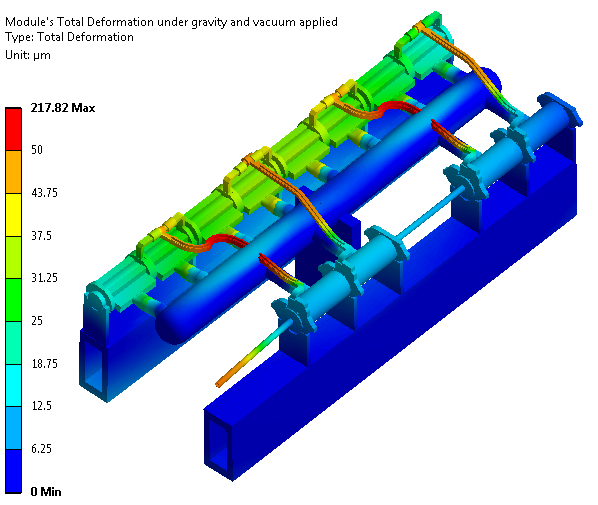 Module's Total Deformation under gravity and vacuum applied
Type: Total Deformation
Unit: µm
217.82 Max
50
43.75
37.5
31.25
25
18.75
12.5
6.25
0 Min